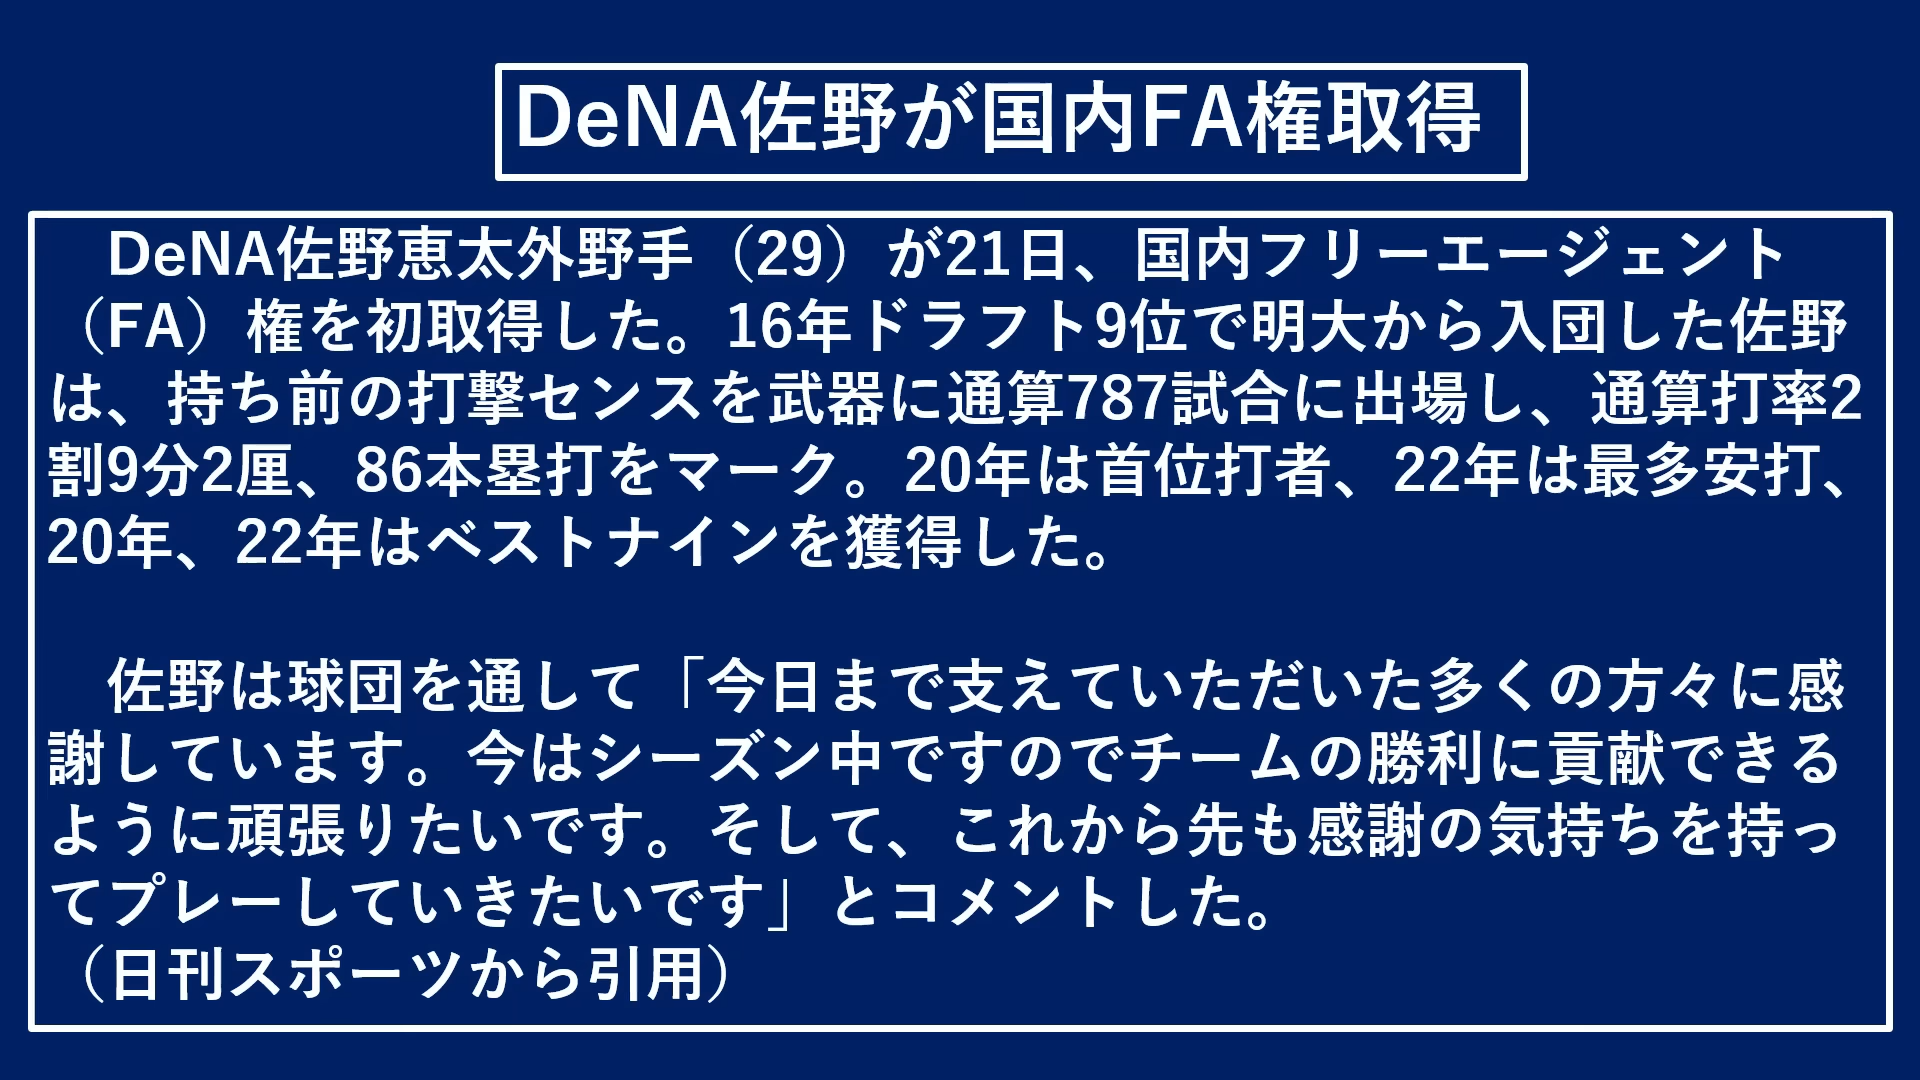 DeNA佐野が国内FA権取得
DeNA佐野恵太外野手（29）が21日、国内フリーエージェント
（FA）権を初取得した。16年ドラフト9位で明大から入団した佐野
は、持ち前の打撃センスを武器に通算787試合に出場し、通算打率2
割9分2厘、86本塁打をマーク。20年は首位打者、22年は最多安打、
20年、22年はベストナインを獲得した。
佐野は球団を通して「今日まで支えていただいた多くの方々に感
謝しています。今はシーズン中ですのでチームの勝利に貢献できる
ように頑張りたいです。そして、これから先も感謝の気持ちを持っ
てプレーしていきたいです」とコメントした。
（日刊スポーツから引用）